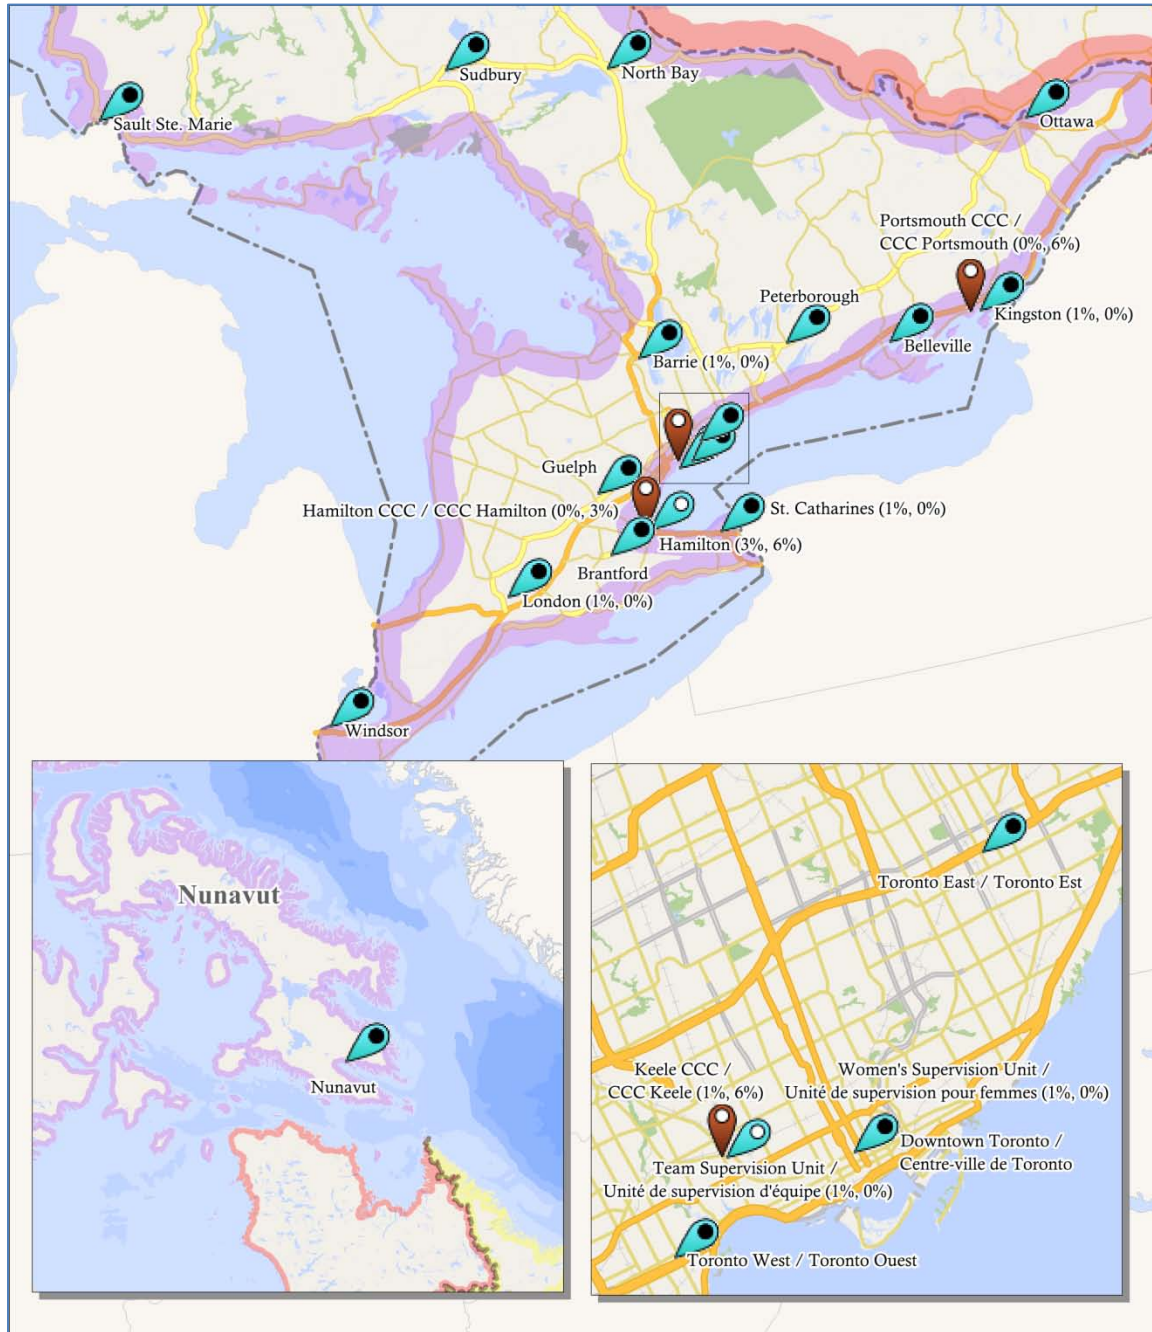 Sudbury
North Bay
Sault Ste. Marie
Ottawa
Portsmouth CCC /
CCC Portsmouth (0%, 6%)
Peterborough
Kingston (1%, 0%)
Belleville
Barrie (1%, 0%)
Guelph
Hamilton CCC / CCC Hamilton (0%, 3%)
St. Catharines (1%, 0%)
Hamilton (3%, 6%)
Brantford
London (1%, 0%)
Windsor
Nunavut
Nunavut
Toronto East / Toronto Est
Keele CCC /
CCC Keele (1%, 6%)
Women's Supervision Unit /
Unité de supervision pour femmes (1%, 0%)
Downtown Toronto /
Centre-ville de Toronto
Team Supervision Unit /
Unité de supervision d'équipe (1%, 0%)
Toronto West / Toronto Ouest